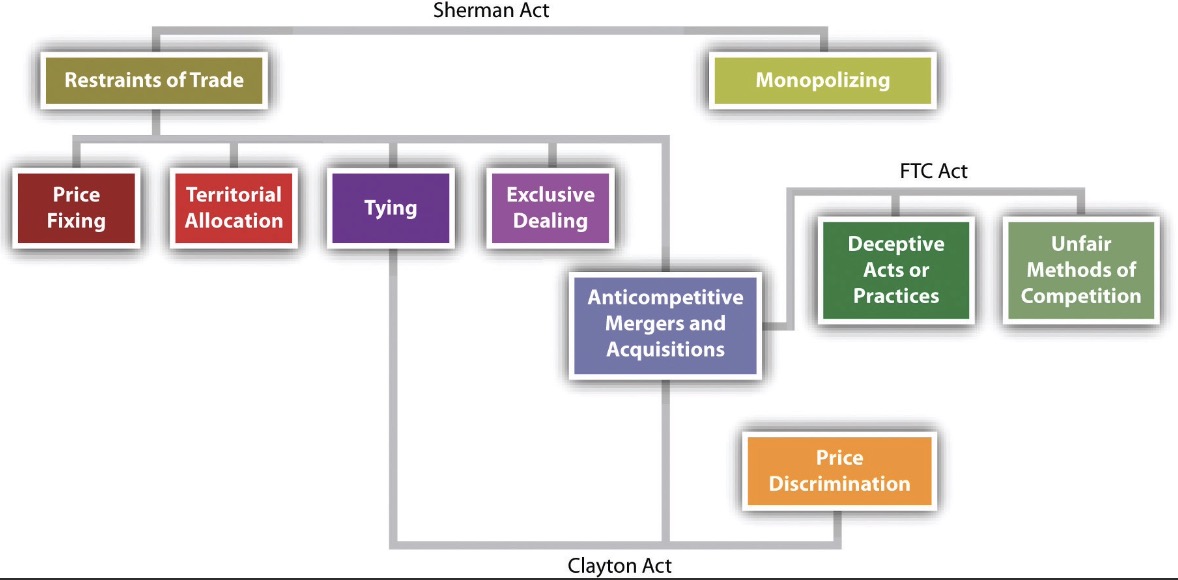 Sherman Act
Restraints of Trade
Monopolizing
Price
Fixing
Territorial
Allocation
Tying
Exclusive
Dealing
FTC Act
Deceptive
Acts or
Practices
Unfair
Methods of
Competition
Anticompetitive
Mergers and
Acquisitions
Price
Discrimination
Clayton Act